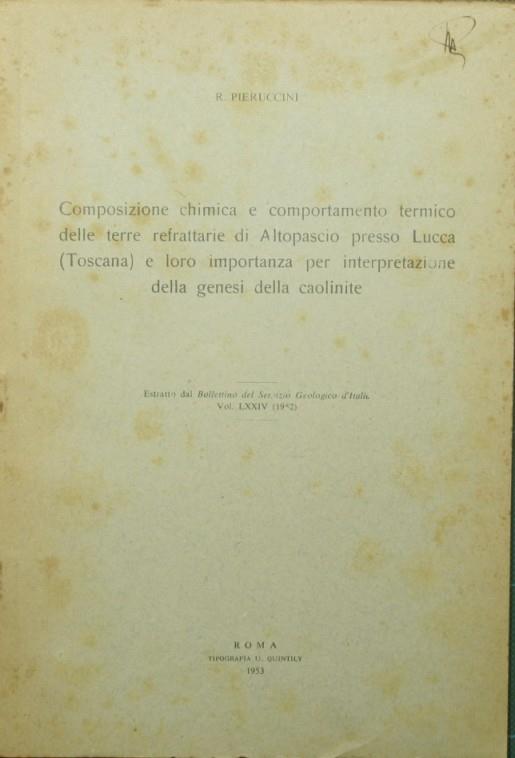 R. PIERUCCINI
Composizione chimica e comportamento termico
delle terre refrattarie di Altopascio presso Lucca
(Toscana) e loro importanza per interpretazione
della genesi della caolinite
Estratto dal Bollettino del Servizio Geologico d'Italia
Vol. LXXIV (1952)
ROMA
TIPOGRAFIA U. QUINTILY
1953